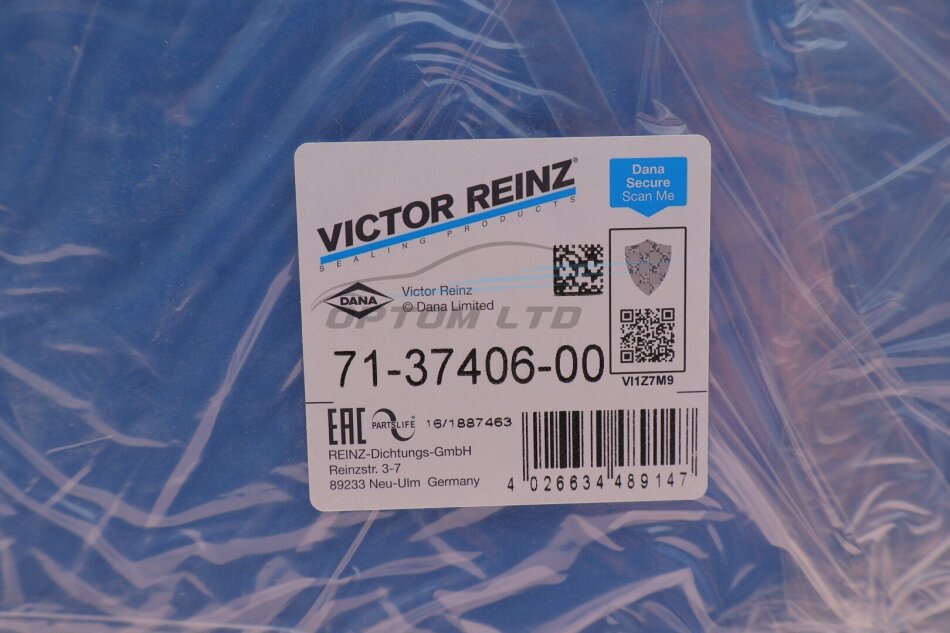 VICTOR REINZ®
SEALING PRODUCTS
Dana
Secure
Scan Me
DANA
Victor Reinz
© Dana Limited
OPTOM LTD
71-37406-00
VI1Z7M9
EAC
PARTSLIFE®
16/1887463
REINZ-Dichtungs-GmbH
Reinzstr. 3-7
89233 Neu-Ulm Germany
4 026634 489147